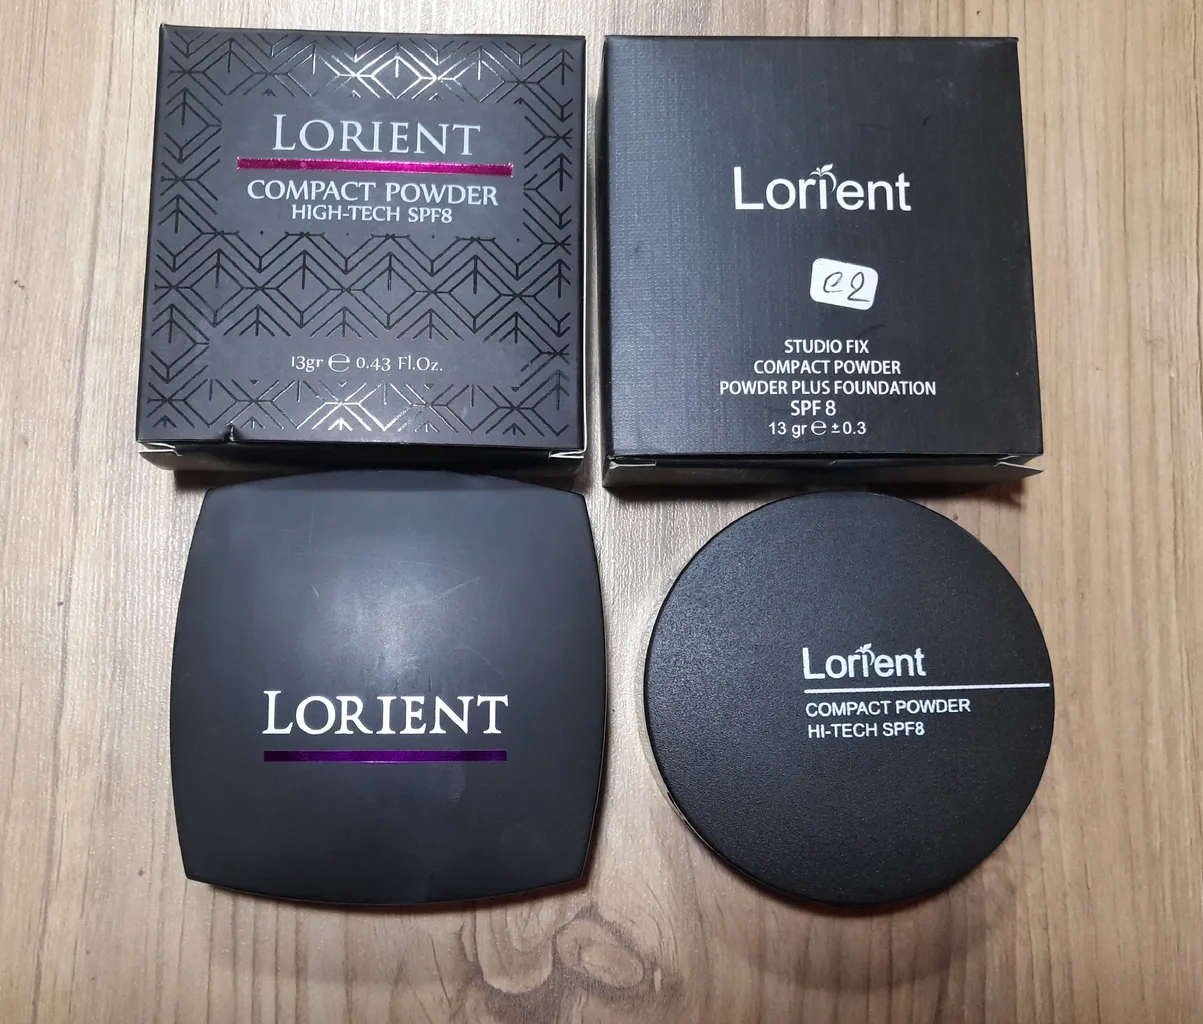 LORIENT
COMPACT POWDER
HIGH-TECH SPF8
13gr ℮ 0.43 Fl.Oz.
Lorient
e2
STUDIO FIX
COMPACT POWDER
POWDER PLUS FOUNDATION
SPF 8
13 gr ℮ ± 0.3
LORIENT
Lorient
COMPACT POWDER
HI-TECH SPF8